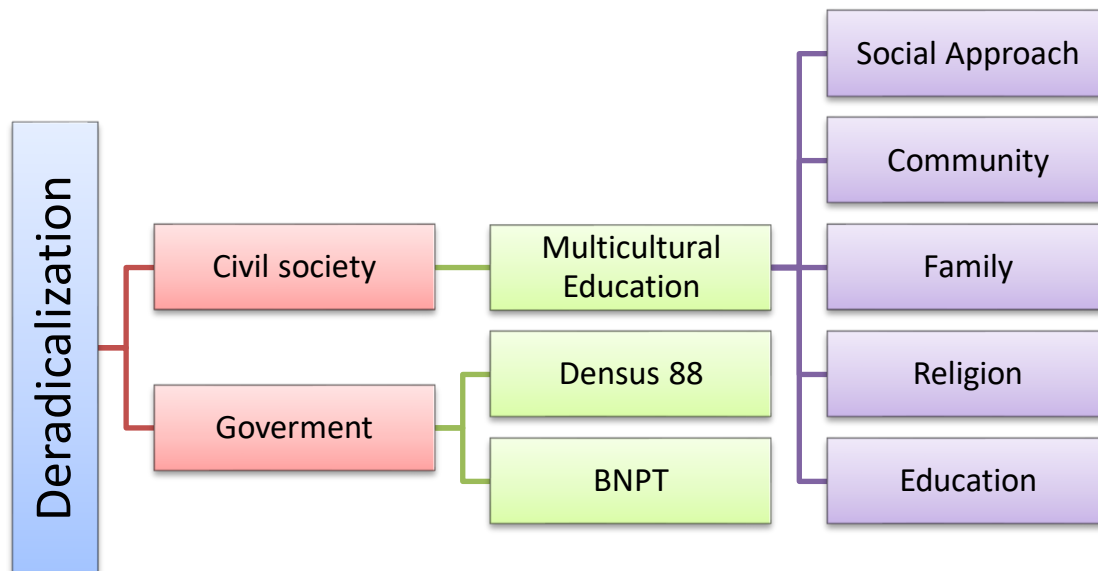 Deradicalization
Civil society
Goverment
Multicultural
Education
Densus 88
BNPT
Social Approach
Community
Family
Religion
Education